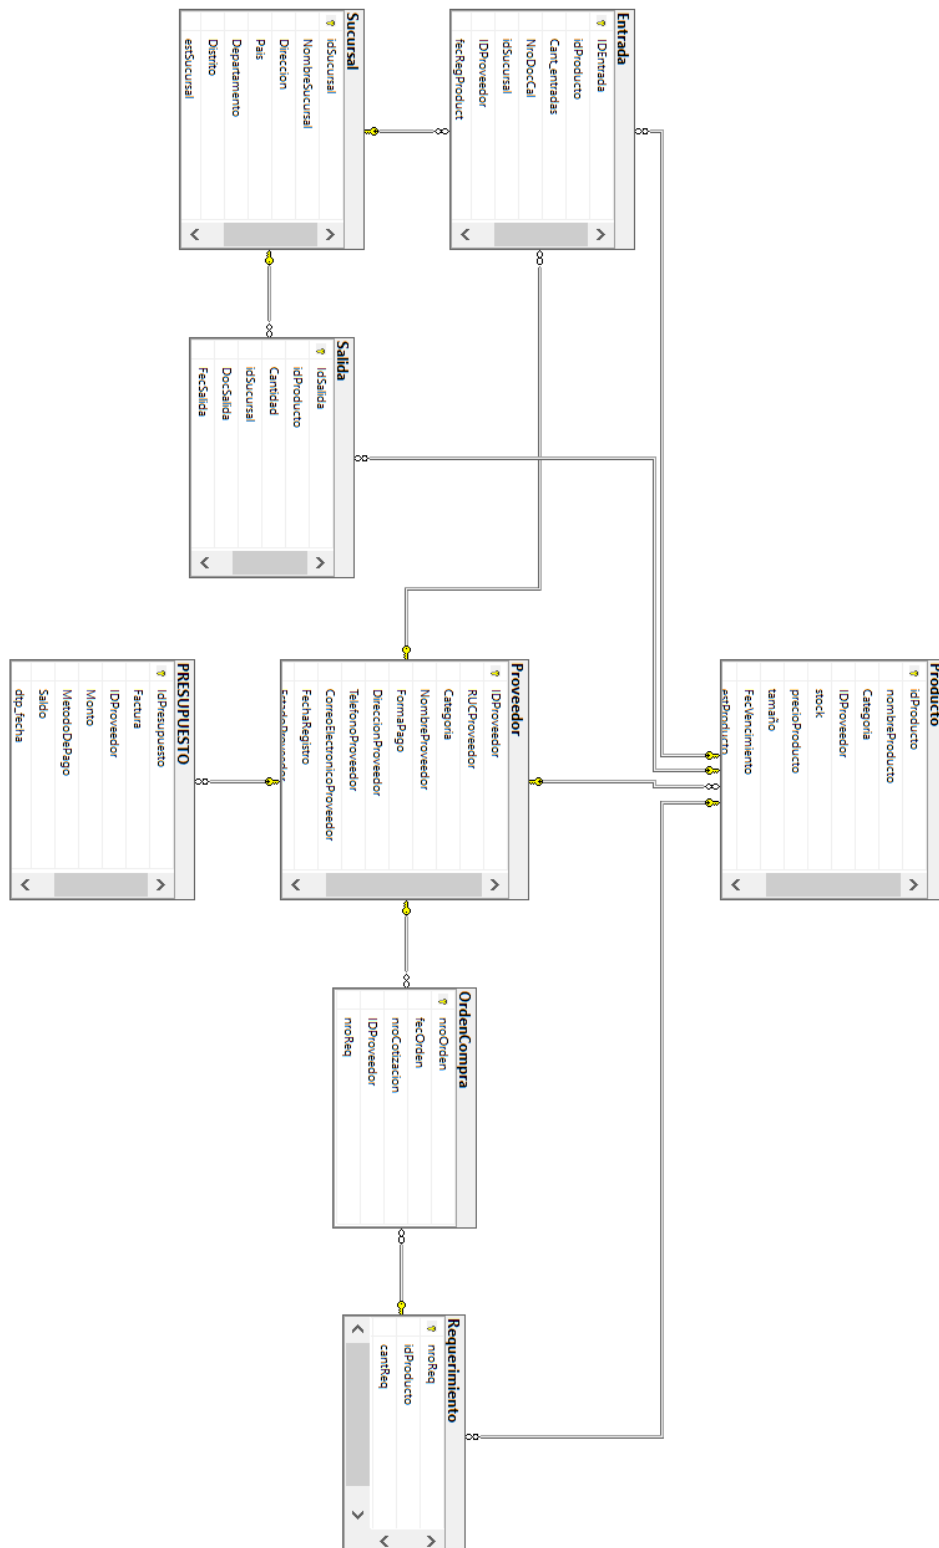 Producto
idProducto
nombreProducto
Categoria
IDProveedor
stock
precioProducto
tamaño
FecVencimiento
estProducto
Entrada
IDEntrada
idProducto
Cant_entradas
NroDocCal
idSucursal
IDProveedor
fecRegProduct
Sucursal
idSucursal
NombreSucursal
Direccion
Pais
Departamento
Distrito
estSucursal
Salida
IdSalida
idProducto
Cantidad
idSucursal
DocSalida
FecSalida
Proveedor
IDProveedor
RUCProveedor
Categoria
NombreProveedor
FormaPago
DireccionProveedor
TelefonoProveedor
CorreoElectronicoProveedor
FechaRegistro
EstadoProveedor
PRESUPUESTO
IdPresupuesto
Factura
IDProveedor
Monto
MetodoDePago
Saldo
dtp_fecha
OrdenCompra
nroOrden
fecOrden
nroCotizacion
IDProveedor
nroReq
Requerimiento
nroReq
idProducto
cantReq